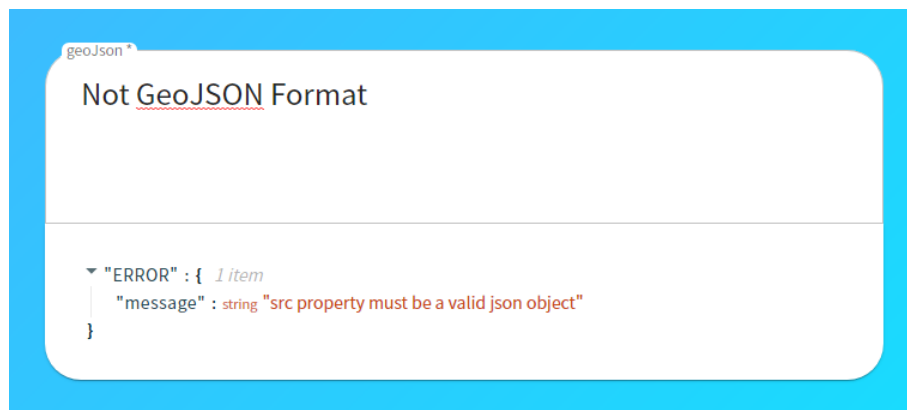 geoJson *
Not GeoJSON Format
"ERROR" : { 1 item
"message" : string "src property must be a valid json object"
}